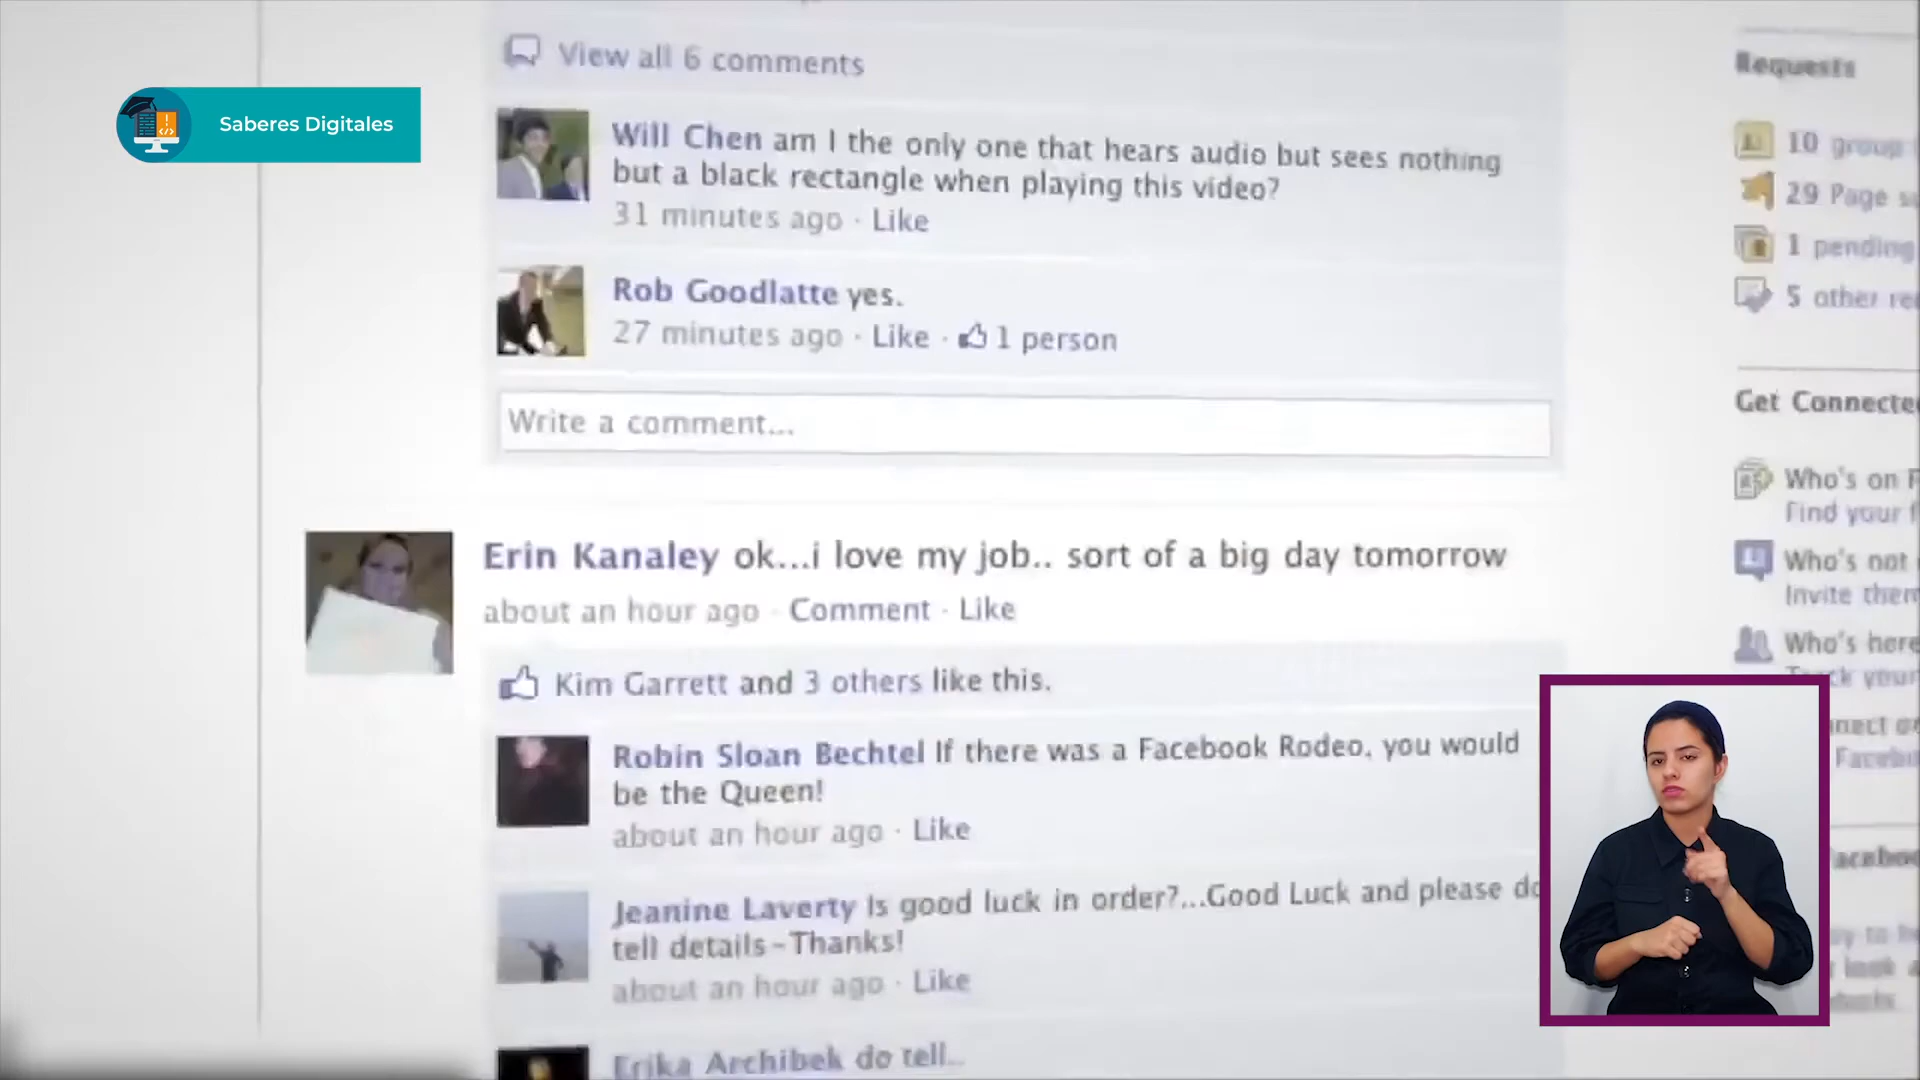 View all 6 comments
Saberes Digitales
Will Chen am I the only one that hears audio but sees nothing
but a black rectangle when playing this video?
31 minutes ago · Like
Rob Goodlatte yes.
27 minutes ago · Like · 1 person
Write a comment...
Erin Kanaley ok...i love my job.. sort of a big day tomorrow
about an hour ago · Comment · Like
Kim Garrett and 3 others like this.
Robin Sloan Bechtel If there was a Facebook Rodeo, you would
be the Queen!
about an hour ago · Like
Jeanine Laverty Is good luck in order?...Good Luck and please do
tell details-Thanks!
about an hour ago · Like
Erika Archibek do tell...
Requests
10 group
29 Page
1 pending
5 other
Get
Who's on
Find your
Who's not
Invite
Who's here